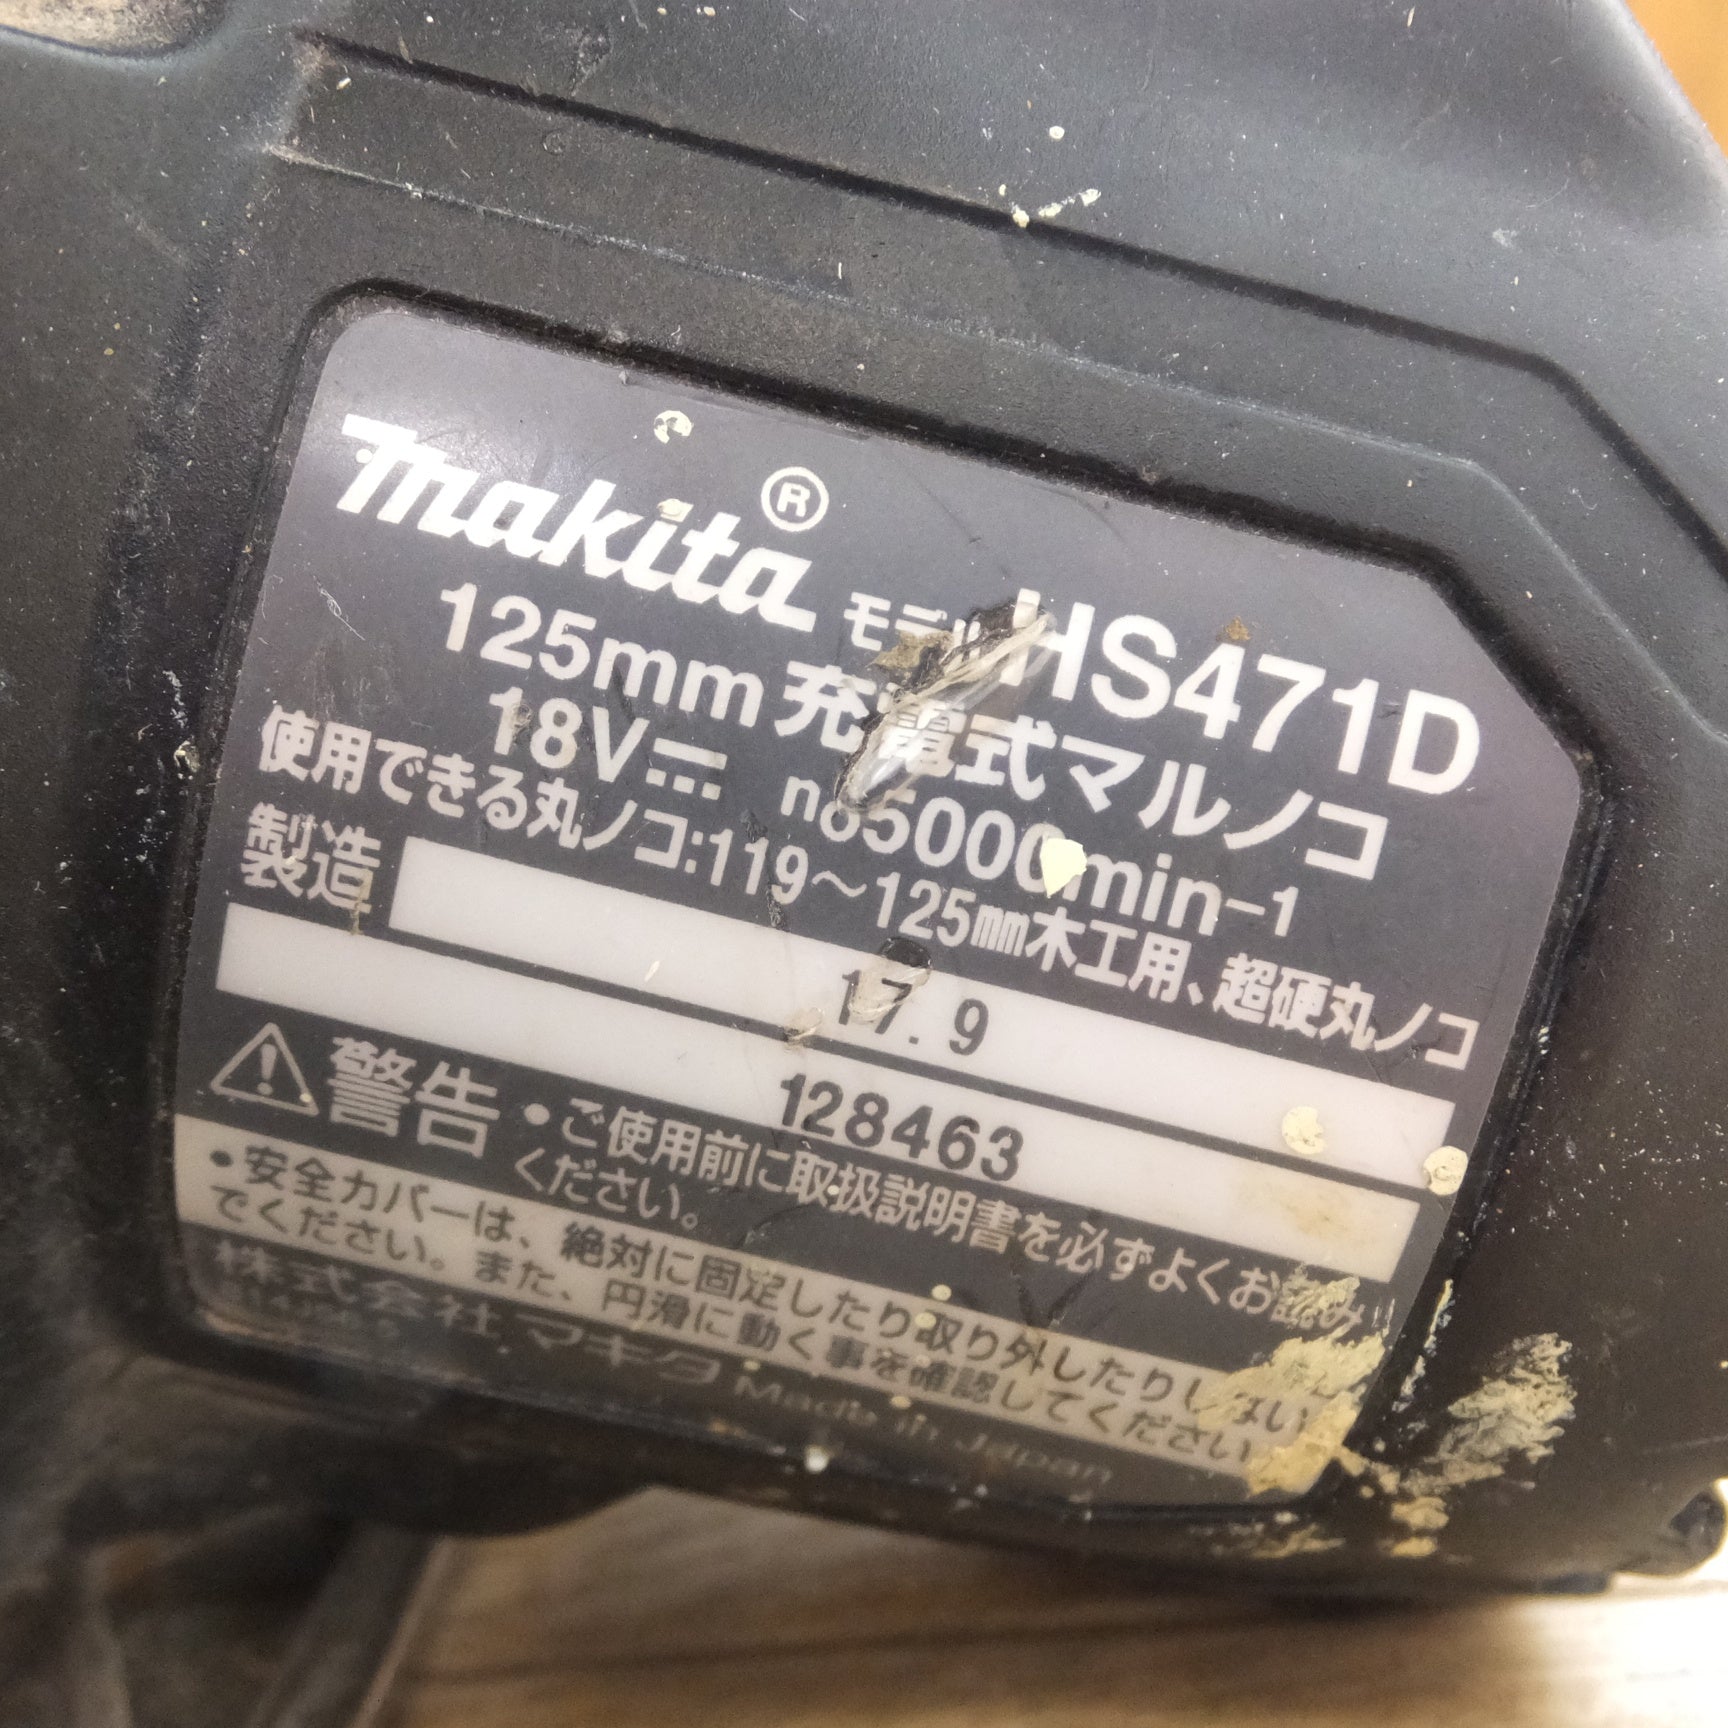 makita®
モデル HS471D
125mm 充電式マルノコ
18V⎓ no5000min-1
使用できる丸ノコ:119～125mm木工用、超硬丸ノコ
製造 17.9
128463
⚠警告 •ご使用前に取扱説明書を必ずよくお読み
ください。
•安全カバーは、絶対に固定したり取り外したりしない
でください。また、円滑に動く事を確認してください
株式会社マキタ Made in Japan